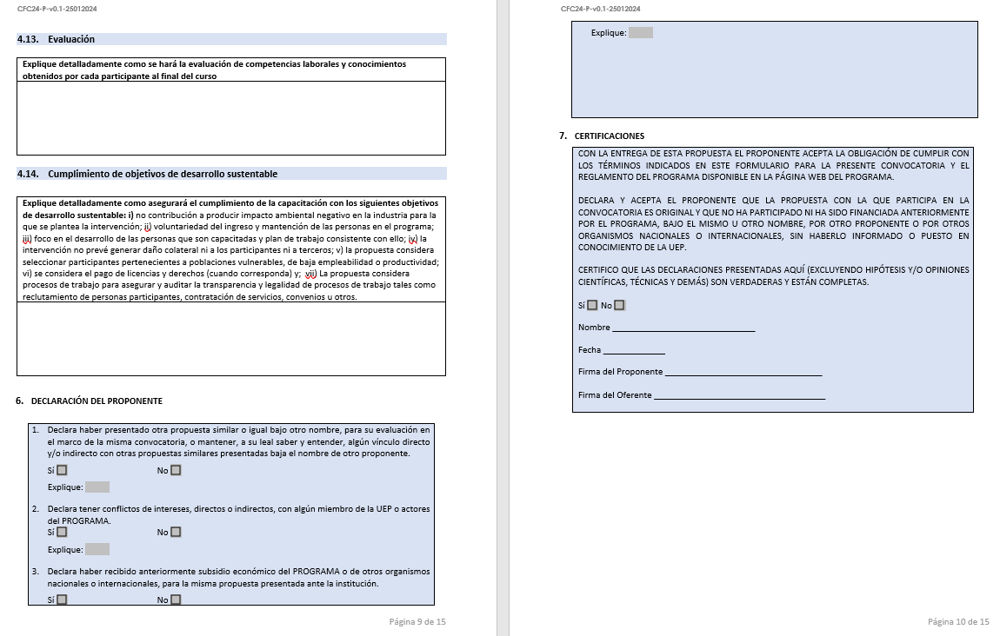 CFC24-P-v0.1-25012024
4.13. Evaluación
Explique detalladamente como se hará la evaluación de competencias laborales y conocimientos
obtenidos por cada participante al final del curso
4.14. Cumplimiento de objetivos de desarrollo sustentable
Explique detalladamente como asegurará el cumplimiento de la capacitación con los siguientes objetivos
de desarrollo sustentable: i) no contribución a producir impacto ambiental negativo en la industria para la
que se plantea la intervención; ii) voluntariedad del ingreso y mantención de las personas en el programa;
iii) foco en el desarrollo de las personas que son capacitadas y plan de trabajo consistente con ello; iv) la
intervención no prevé generar daño colateral ni a los participantes ni a terceros; v) la propuesta considera
seleccionar participantes pertenecientes a poblaciones vulnerables, de baja empleabilidad o productividad;
vi) se considera el pago de licencias y derechos (cuando corresponda) y; vii) La propuesta considera
procesos de trabajo para asegurar y auditar la transparencia y legalidad de procesos de trabajo tales como
reclutamiento de personas participantes, contratación de servicios, convenios u otros.
6. DECLARACIÓN DEL PROPONENTE
1. Declara haber presentado otra propuesta similar o igual bajo otro nombre, para su evaluación en
el marco de la misma convocatoria, o mantener, a su leal saber y entender, algún vínculo directo
y/o indirecto con otras propuestas similares presentadas baja el nombre de otro proponente.
Sí No
Explique:
2. Declara tener conflictos de intereses, directos o indirectos, con algún miembro de la UEP o actores
del PROGRAMA.
Sí No
Explique:
3. Declara haber recibido anteriormente subsidio económico del PROGRAMA o de otros organismos
nacionales o internacionales, para la misma propuesta presentada ante la institución.
Sí No
Página 9 de 15
CFC24-P-v0.1-25012024
Explique:
7. CERTIFICACIONES
CON LA ENTREGA DE ESTA PROPUESTA EL PROPONENTE ACEPTA LA OBLIGACIÓN DE CUMPLIR CON
LOS TÉRMINOS INDICADOS EN ESTE FORMULARIO PARA LA PRESENTE CONVOCATORIA Y EL
REGLAMENTO DEL PROGRAMA DISPONIBLE EN LA PÁGINA WEB DEL PROGRAMA.
DECLARA Y ACEPTA EL PROPONENTE QUE LA PROPUESTA CON LA QUE PARTICIPA EN LA
CONVOCATORIA ES ORIGINAL Y QUE NO HA PARTICIPADO NI HA SIDO FINANCIADA ANTERIORMENTE
POR EL PROGRAMA, BAJO EL MISMO U OTRO NOMBRE, POR OTRO PROPONENTE O POR OTROS
ORGANISMOS NACIONALES O INTERNACIONALES, SIN HABERLO INFORMADO O PUESTO EN
CONOCIMIENTO DE LA UEP.
CERTIFICO QUE LAS DECLARACIONES PRESENTADAS AQUÍ (EXCLUYENDO HIPÓTESIS Y/O OPINIONES
CIENTÍFICAS, TÉCNICAS Y DEMÁS) SON VERDADERAS Y ESTÁN COMPLETAS.
Sí No
Nombre
Fecha
Firma del Proponente
Firma del Oferente
Página 10 de 15